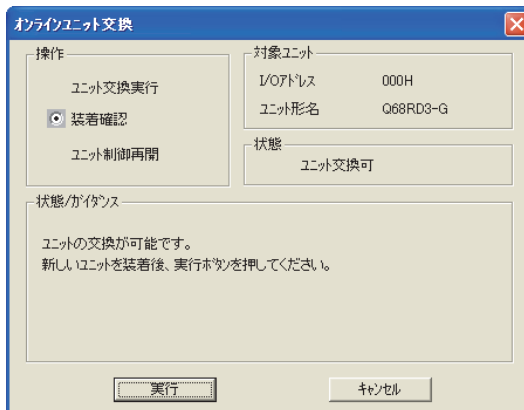 オンラインユニット交換
操作
ユニット交換実行
装着確認
ユニット制御再開
対象ユニット
I/Oアドレス 000H
ユニット形名 Q68RD3-G
状態
ユニット交換可
状態/ガイダンス
ユニットの交換が可能です。
新しいユニットを装着後、実行ボタンを押してください。
実行
キャンセル